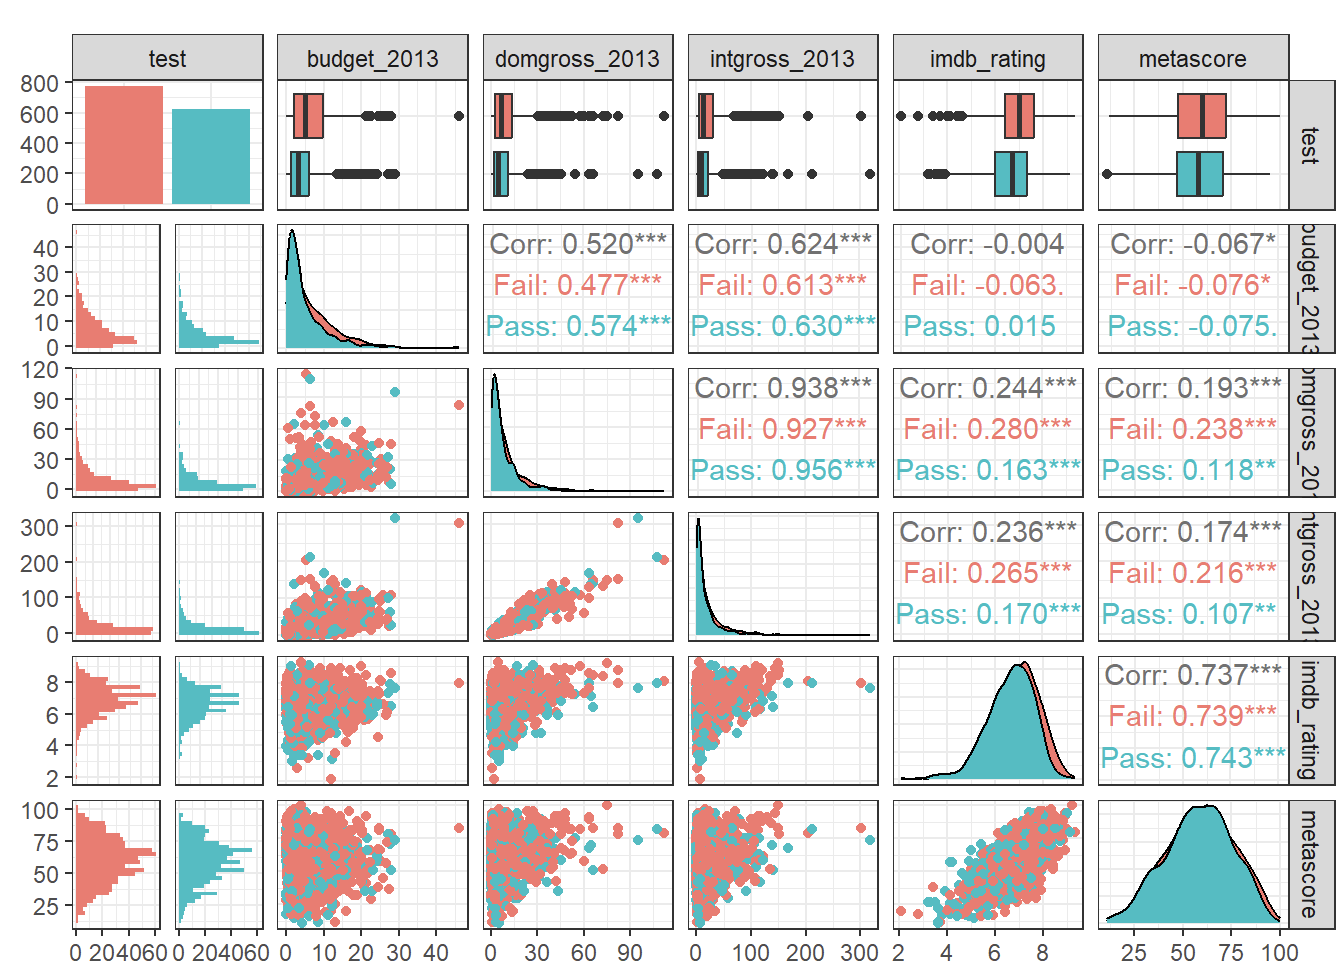 test budget_2013 domgross_2013 intgross_2013 imdb_rating metascore
800
600
400
200
0
test
40
30
20
10
0
Corr: 0.520*** Corr: 0.624*** Corr: -0.004 Corr: -0.067*
Fail: 0.477*** Fail: 0.613*** Fail: -0.063. Fail: -0.076*
Pass: 0.574*** Pass: 0.630*** Pass: 0.015 Pass: -0.075.
budget_2013
120
90
60
30
0
Corr: 0.938*** Corr: 0.244*** Corr: 0.193***
Fail: 0.927*** Fail: 0.280*** Fail: 0.238***
Pass: 0.956*** Pass: 0.163*** Pass: 0.118**
omgross_201
300
200
100
0
Corr: 0.236*** Corr: 0.174***
Fail: 0.265*** Fail: 0.216***
Pass: 0.170*** Pass: 0.107**
ntgross_2013
8
6
4
2
Corr: 0.737***
Fail: 0.739***
Pass: 0.743***
imdb_rating
100
75
50
25
metascore
0 204060 0 204060 0 10 20 30 40 0 30 60 90 0 100 200 300 2 4 6 8 25 50 75 100